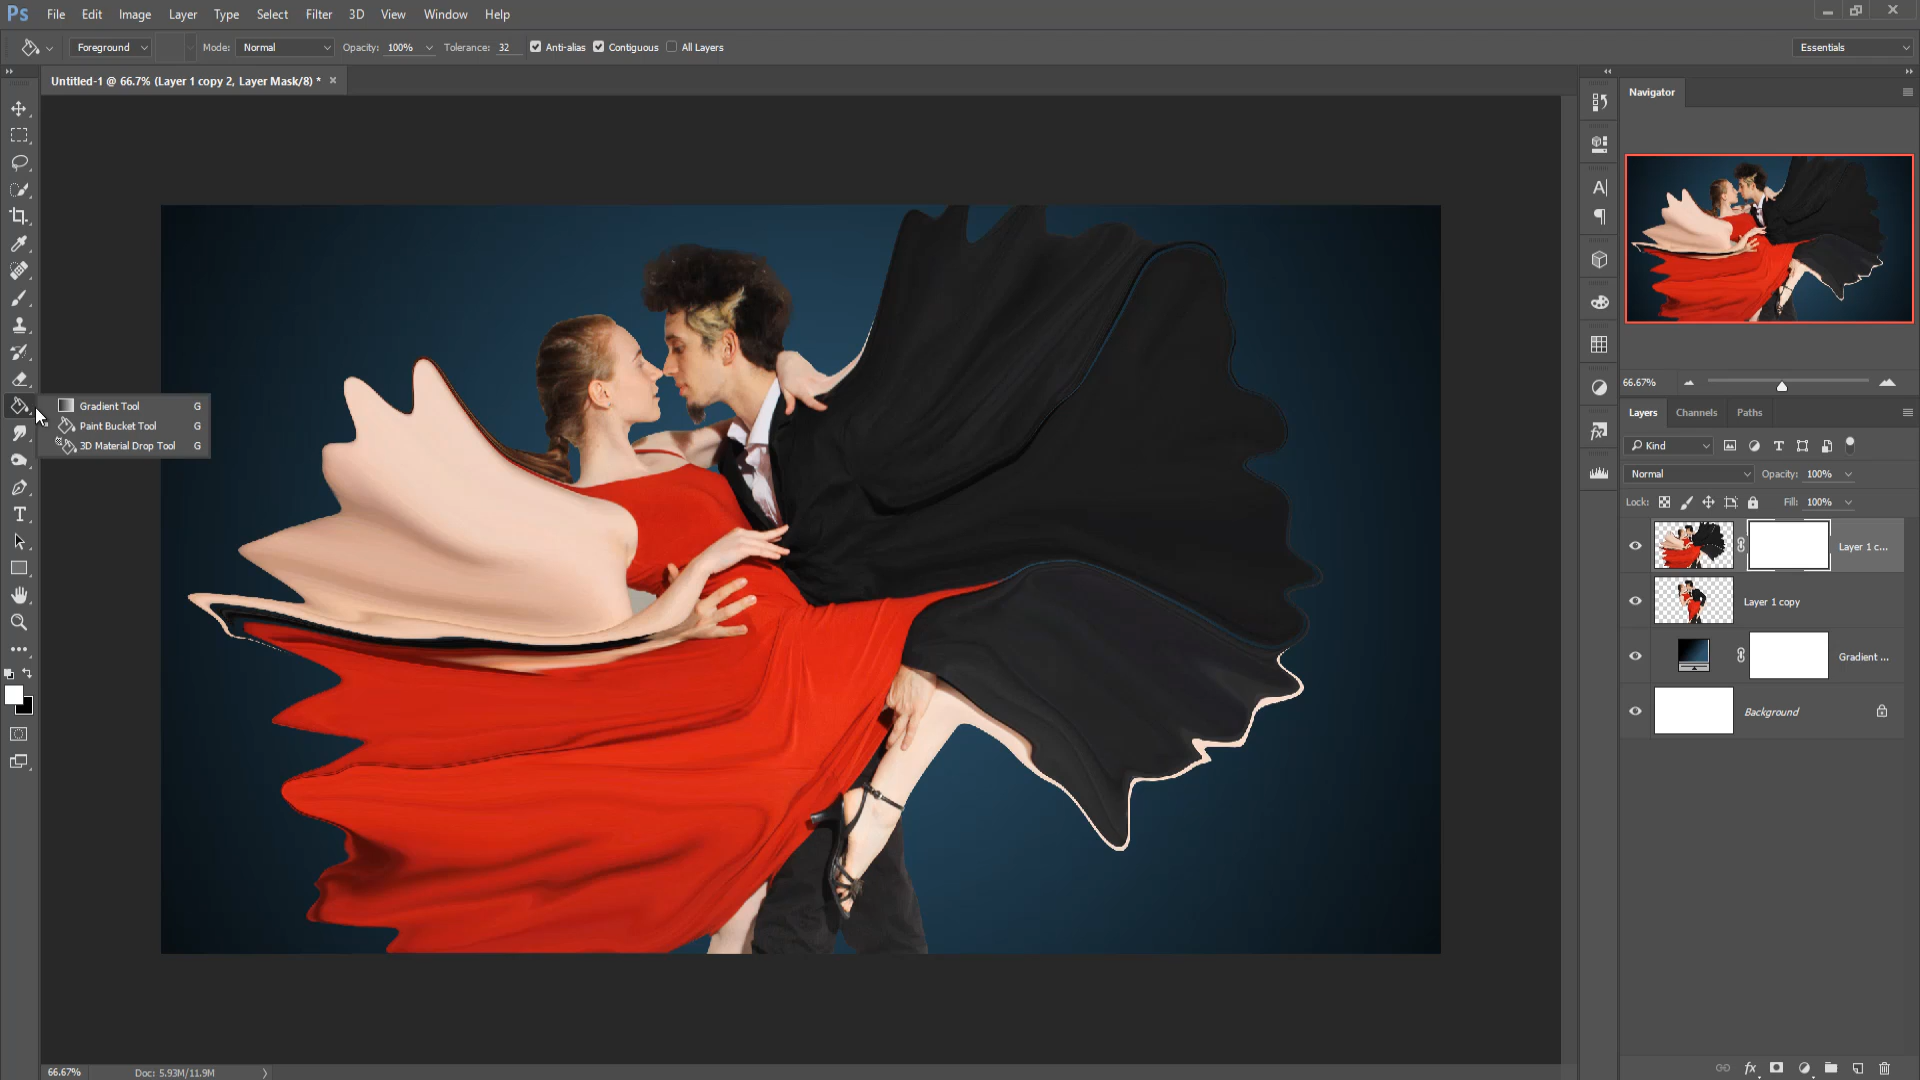 Ps File Edit Image Layer Type Select Filter 3D View Window Help
Foreground Mode: Normal Opacity: 100% Tolerance: 32 Anti-alias Contiguous All Layers Essentials
Untitled-1 @ 66.7% (Layer 1 copy 2, Layer Mask/8) * ×
Navigator
66.67%
Layers Channels Paths
Kind
Normal Opacity: 100%
Lock: Fill: 100%
Layer 1 c...
Layer 1 copy
Gradient ...
Background
Gradient Tool G
Paint Bucket Tool G
3D Material Drop Tool G
66.67% Doc: 5.93M/11.9M